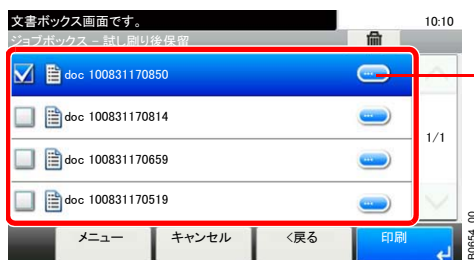 文書ボックス画面です。 10:10
ジョブボックス - 試し刷り後保留
doc 100831170850
doc 100831170814
1/1
doc 100831170659
doc 100831170519
メニュー キャンセル <戻る 印刷